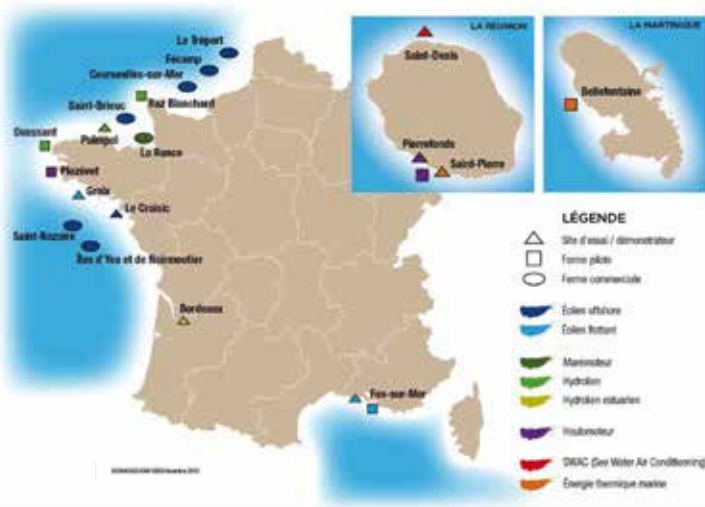 Le Tréport
Fécamp
Courseulles-sur-Mer
Raz Blanchard
Saint-Brieuc
Paimpol
La Rance
Ouessant
Plozévet
Groix
Le Croisic
Saint-Nazaire
Îles d'Yeu et de Noirmoutier
Bordeaux
Fos-sur-Mer
LA RÉUNION
Saint-Denis
Pierrefonds
Saint-Pierre
LA MARTINIQUE
Bellefontaine
LÉGENDE
Site d'essai / démonstrateur
Ferme pilote
Ferme commerciale
Éolien offshore
Éolien flottant
Marémoteur
Hydrolien
Hydrolien estuarien
Houlomoteur
SWAC (See Water Air Conditionning)
Énergie thermique marine